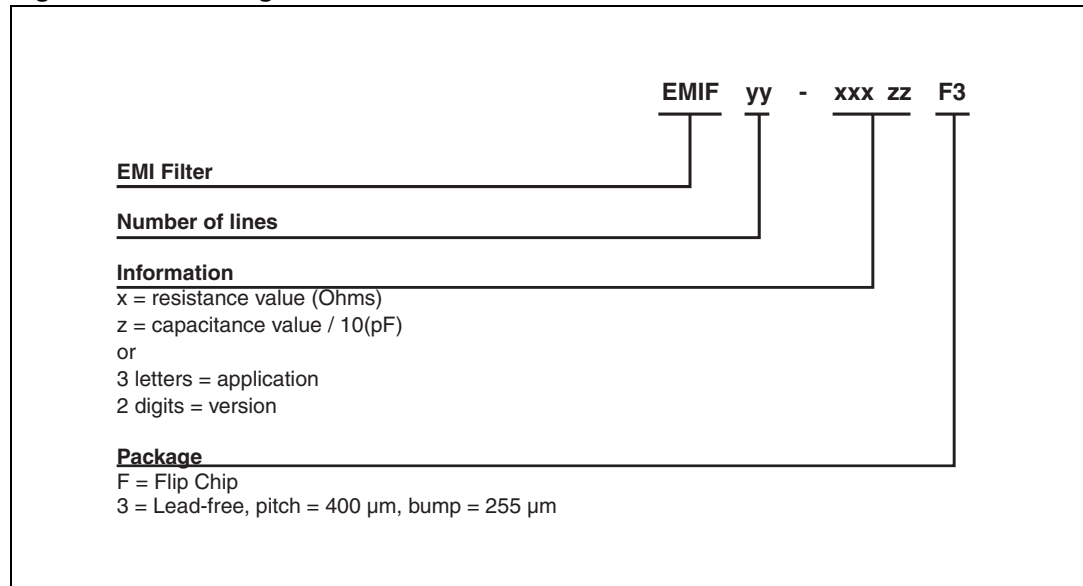 EMIF yy - xxx zz F3
EMI Filter
Number of lines
Information
x = resistance value (Ohms)
z = capacitance value / 10(pF)
or
3 letters = application
2 digits = version
Package
F = Flip Chip
3 = Lead-free, pitch = 400 µm, bump = 255 µm